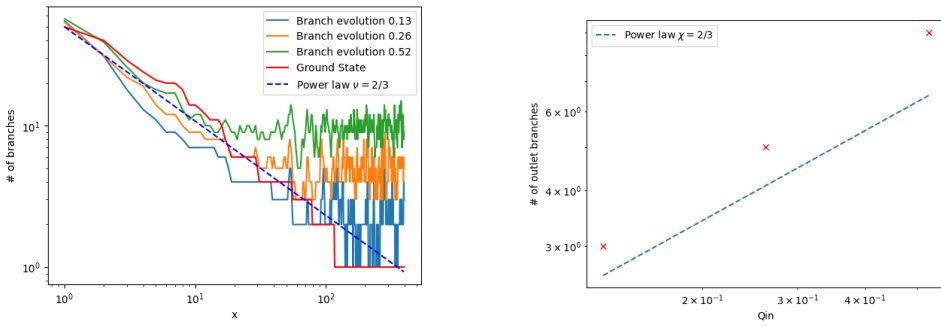 # of branches
10¹
10⁰
10⁰
10¹
10²
x
Branch evolution 0.13
Branch evolution 0.26
Branch evolution 0.52
Ground State
Power law ν = 2/3
# of outlet branches
6 × 10⁰
4 × 10⁰
3 × 10⁰
2 × 10⁻¹
3 × 10⁻¹
4 × 10⁻¹
Qin
Power law χ = 2/3